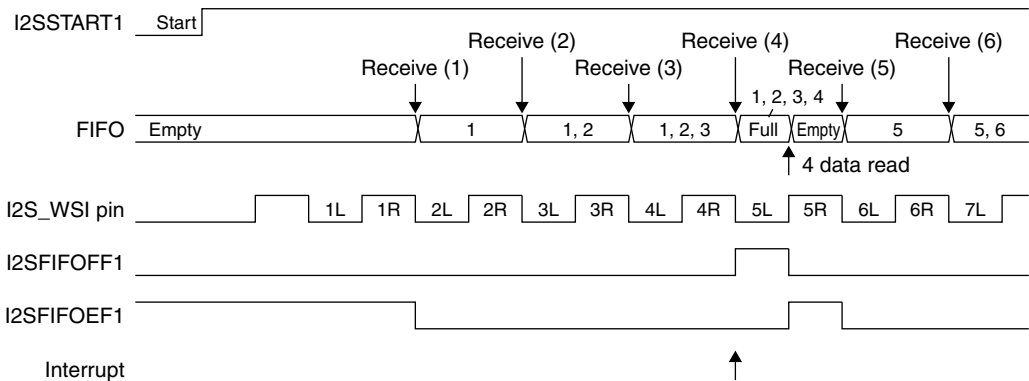 I2SSTART1 Start
Receive (2) Receive (4) Receive (6)
Receive (1) Receive (3) Receive (5)
1, 2, 3, 4
FIFO Empty 1 1, 2 1, 2, 3 Full Empty 5 5, 6
4 data read
I2S_WSI pin 1L 1R 2L 2R 3L 3R 4L 4R 5L 5R 6L 6R 7L
I2SFIFOFF1
I2SFIFOEF1
Interrupt